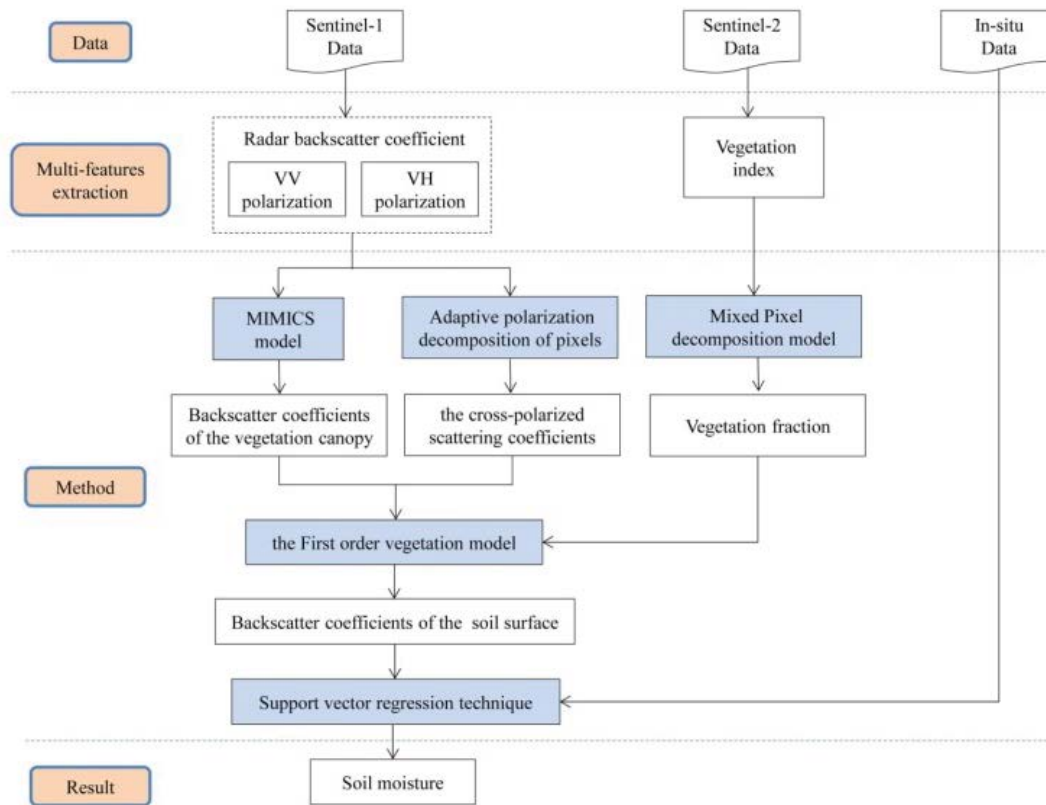 Data
Sentinel-1
Data
Sentinel-2
Data
In-situ
Data
Multi-features
extraction
Radar backscatter coefficient
VV
polarization
VH
polarization
Vegetation
index
Method
MIMICS
model
Adaptive polarization
decomposition of pixels
Mixed Pixel
decomposition model
Backscatter coefficients
of the vegetation canopy
the cross-polarized
scattering coefficients
Vegetation fraction
the First order vegetation model
Backscatter coefficients of the soil surface
Support vector regression technique
Result
Soil moisture